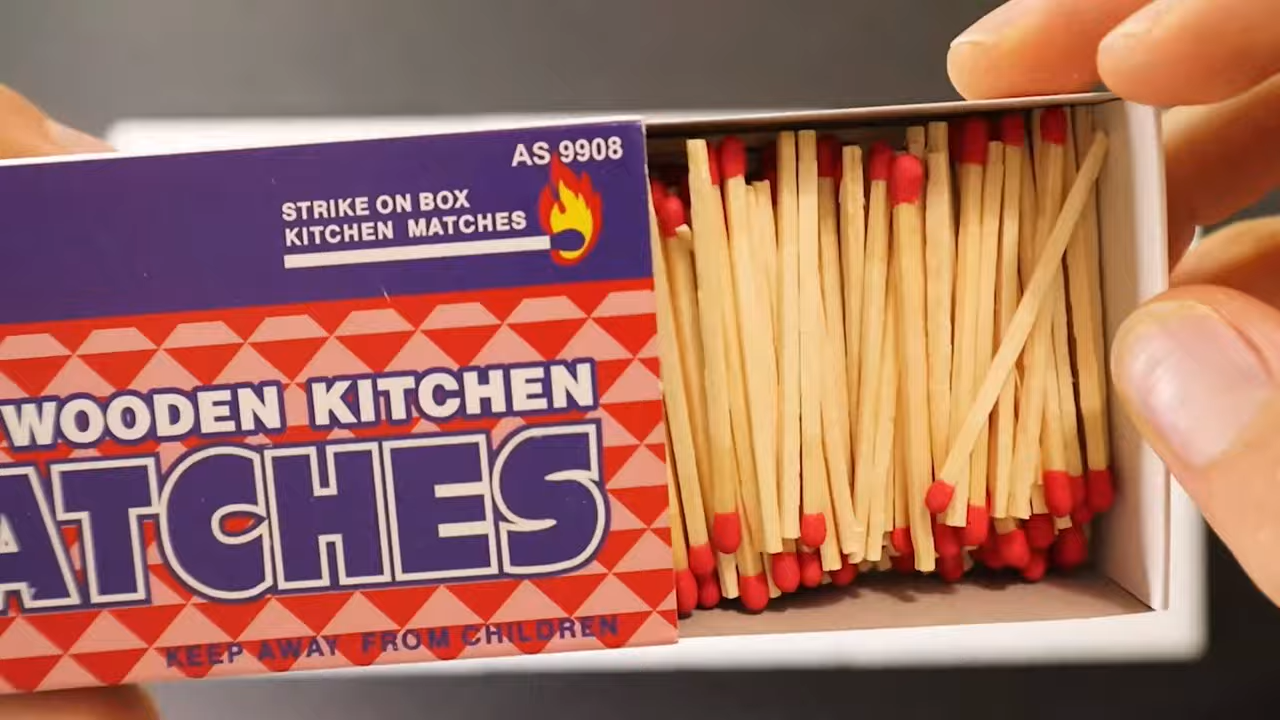 AS 9908
STRIKE ON BOX
KITCHEN MATCHES
WOODEN KITCHEN
ATCHES
KEEP AWAY FROM CHILDREN